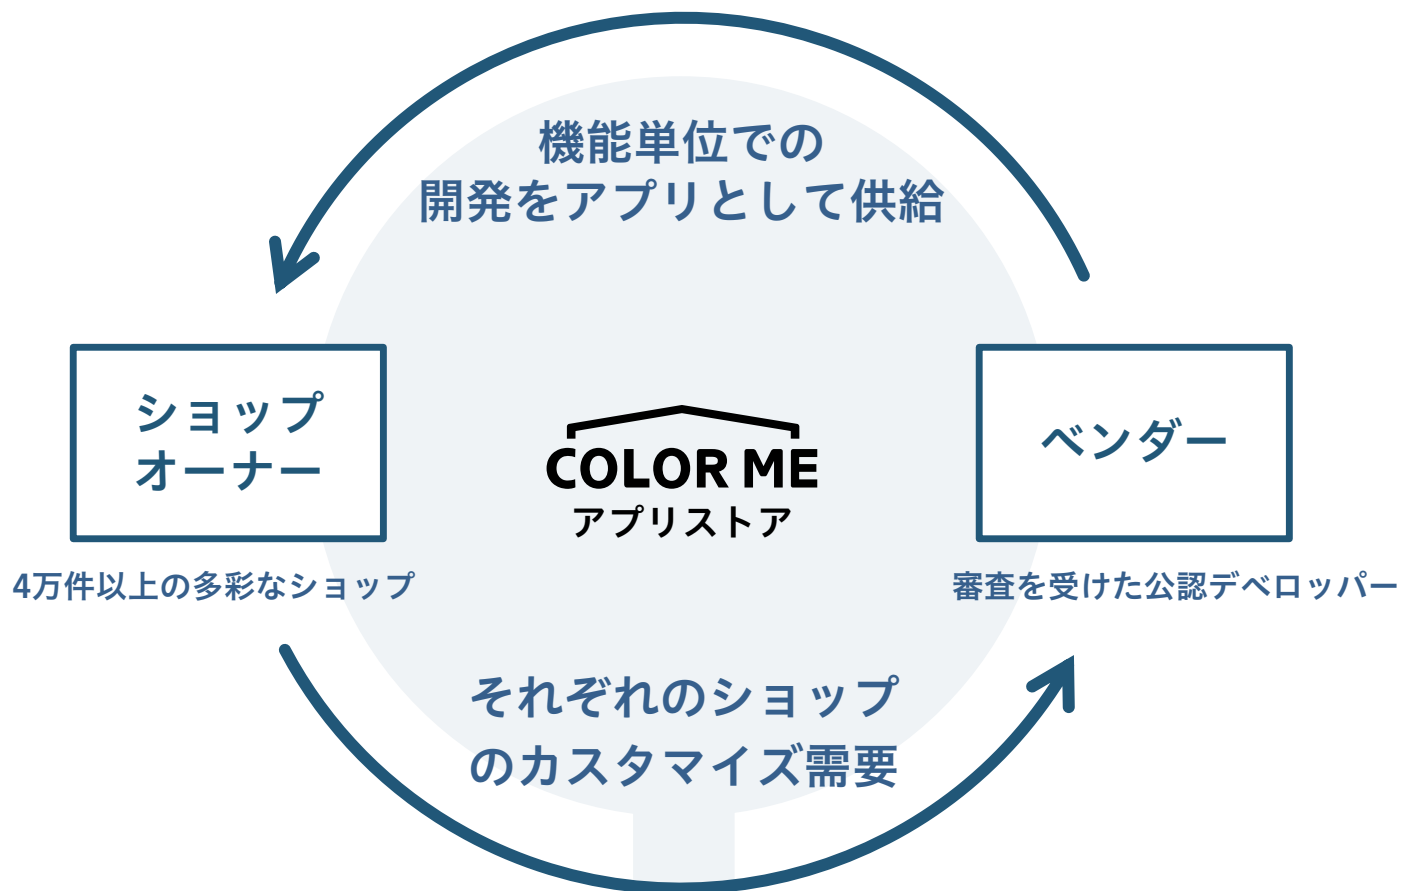 機能単位での
開発をアプリとして供給
ショップ
オーナー
4万件以上の多彩なショップ
COLOR ME
アプリストア
ベンダー
審査を受けた公認デベロッパー
それぞれのショップ
のカスタマイズ需要